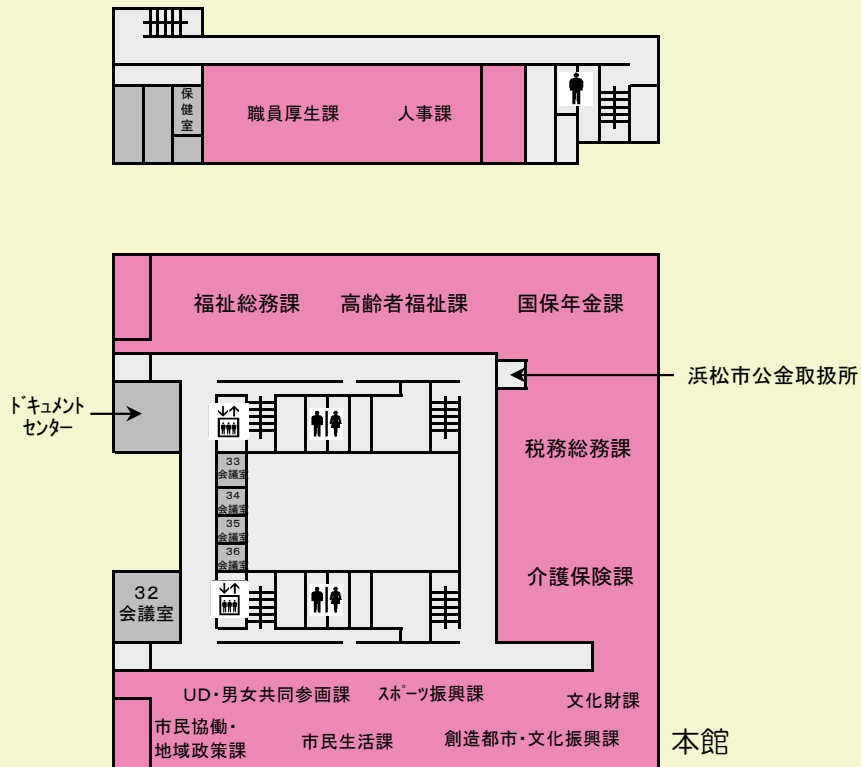 保
健
室
職員厚生課
人事課
福祉総務課
高齢者福祉課
国保年金課
浜松市公金取扱所
ﾄﾞｷｭﾒﾝﾄ
ｾﾝﾀｰ
税務総務課
33
会議室
34
会議室
35
会議室
36
会議室
介護保険課
32
会議室
UD・男女共同参画課
ｽﾎﾟｰﾂ振興課
文化財課
市民協働・
地域政策課
市民生活課
創造都市・文化振興課
本館